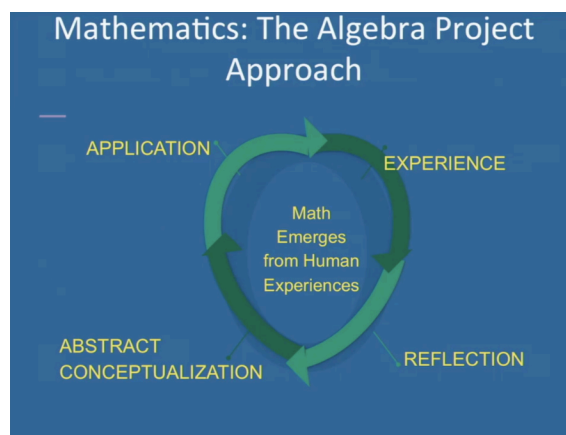 Mathematics: The Algebra Project
Approach
APPLICATION
EXPERIENCE
Math
Emerges
from Human
Experiences
ABSTRACT
CONCEPTUALIZATION
REFLECTION